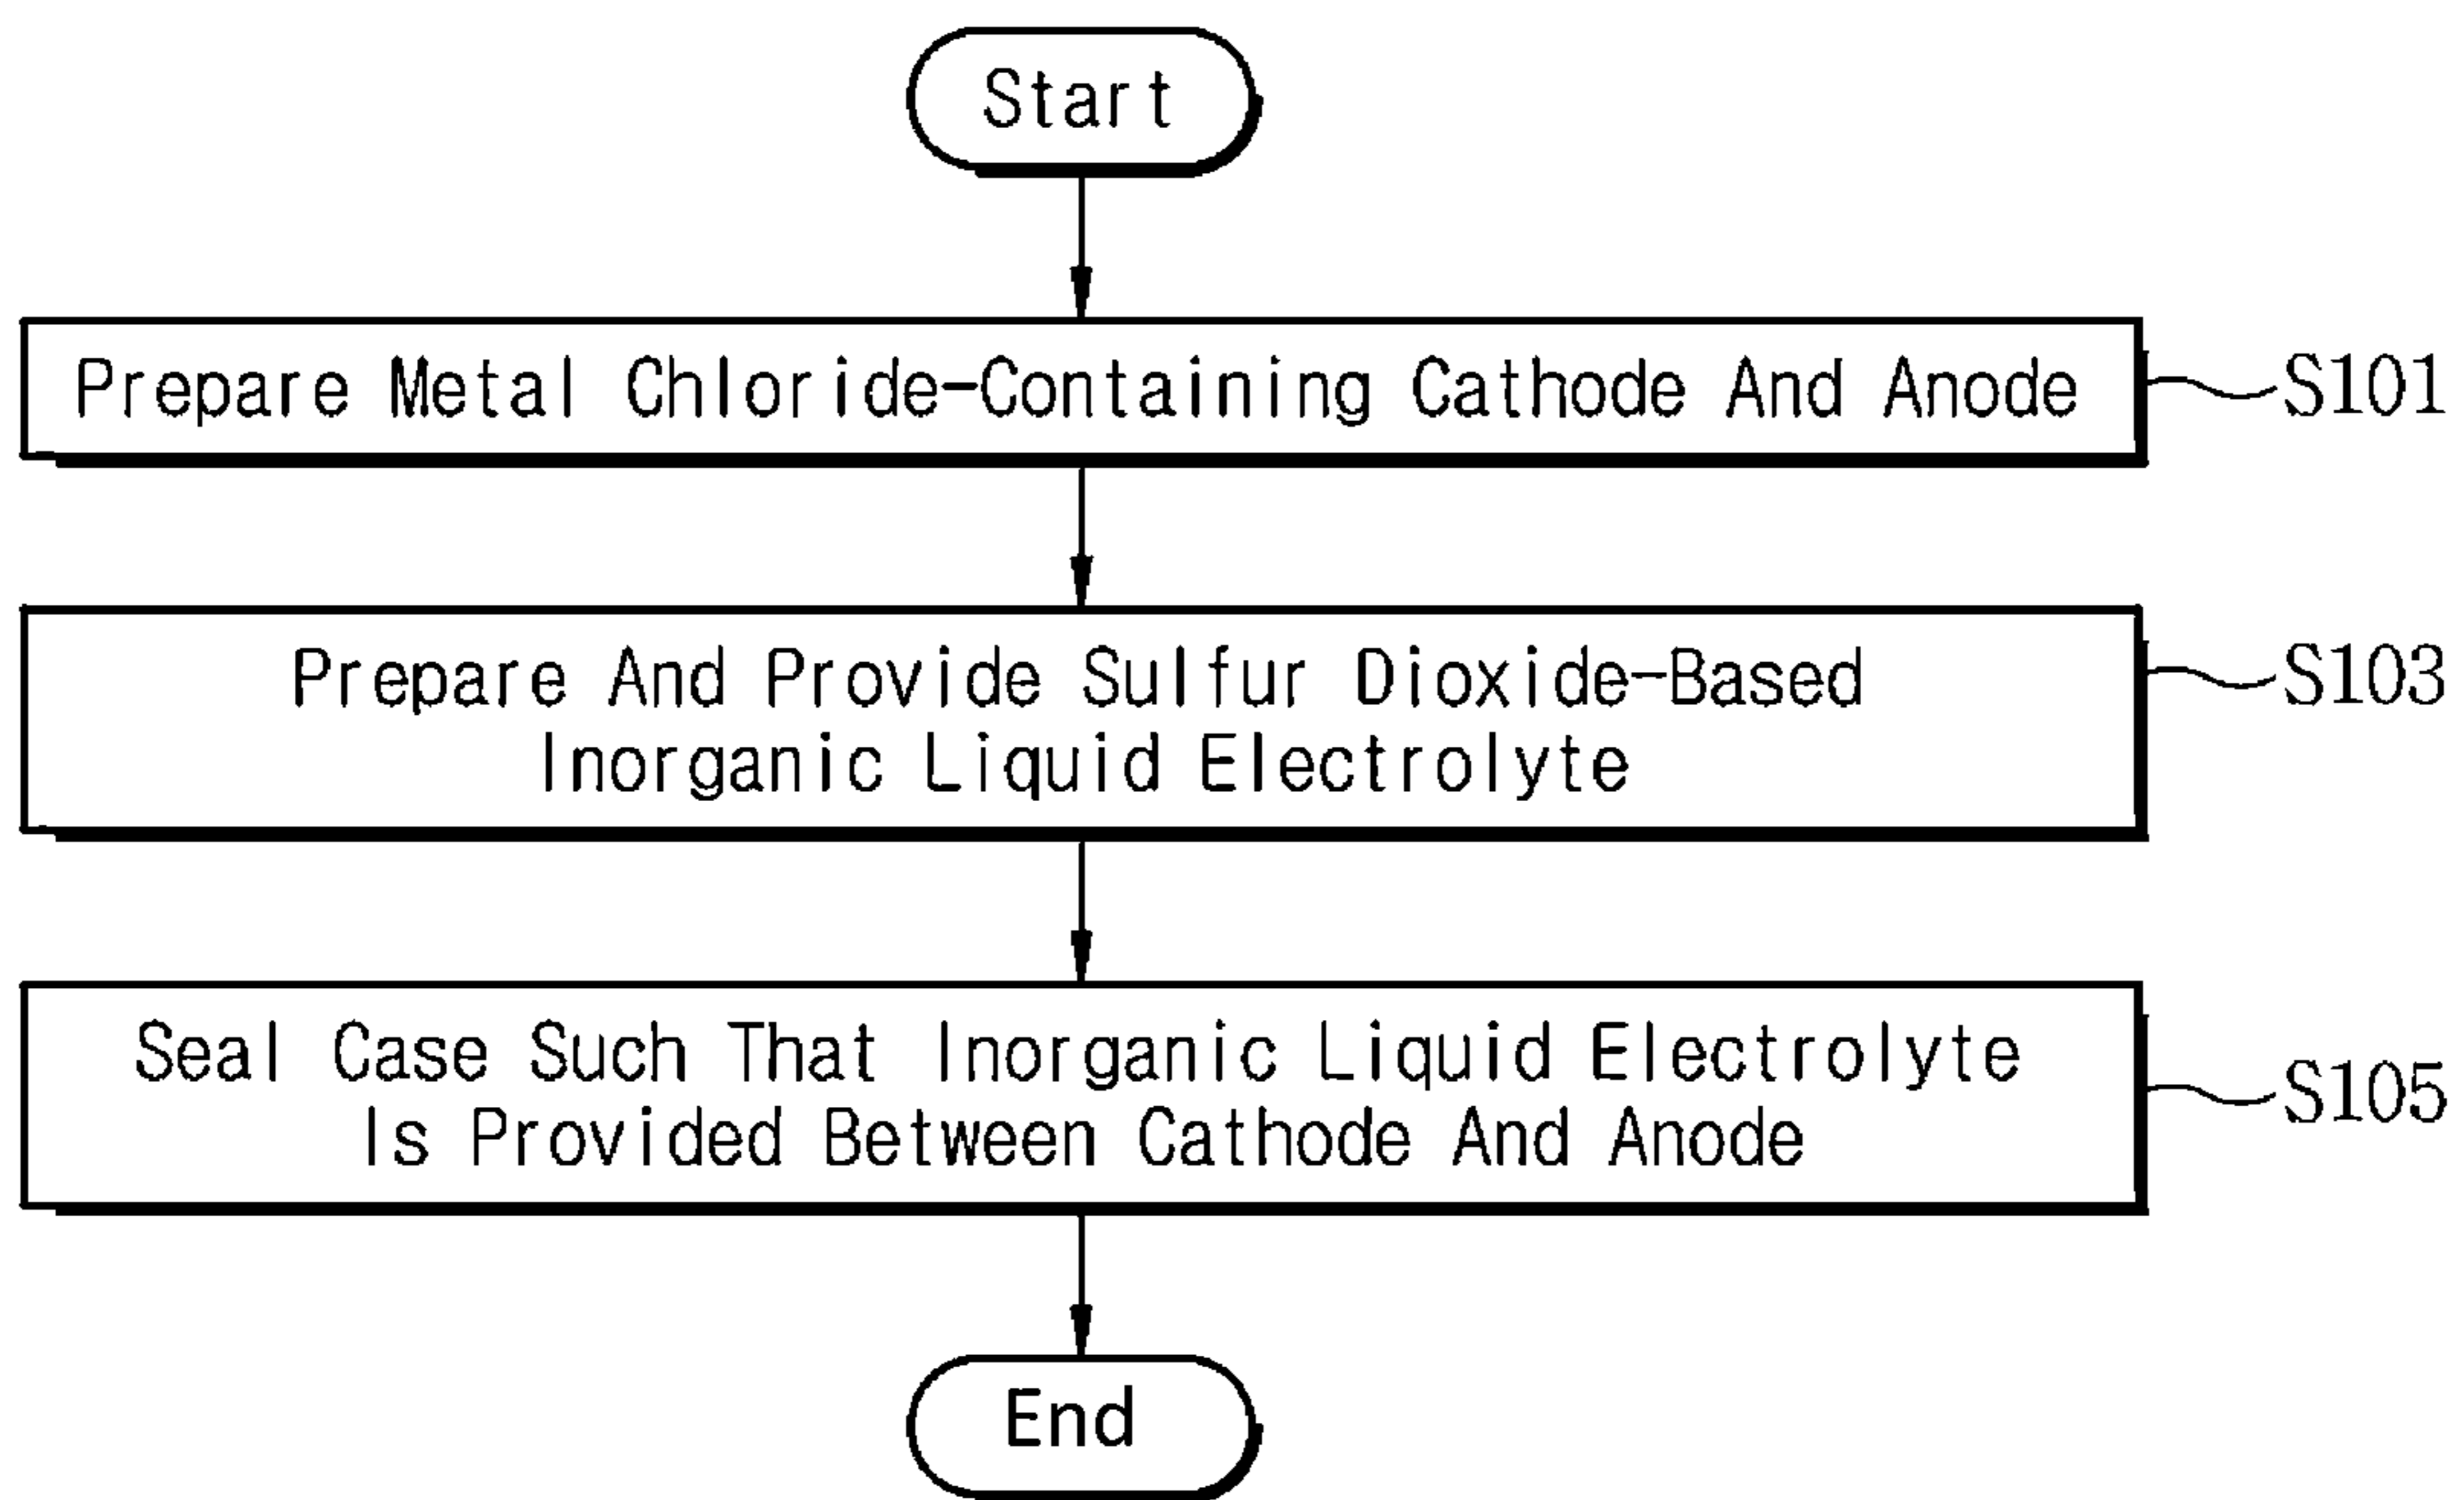 Start
Prepare Metal Chloride-Containing Cathode And Anode
S101
Prepare And Provide Sulfur Dioxide-Based
Inorganic Liquid Electrolyte
S103
Seal Case Such That Inorganic Liquid Electrolyte
Is Provided Between Cathode And Anode
S105
End